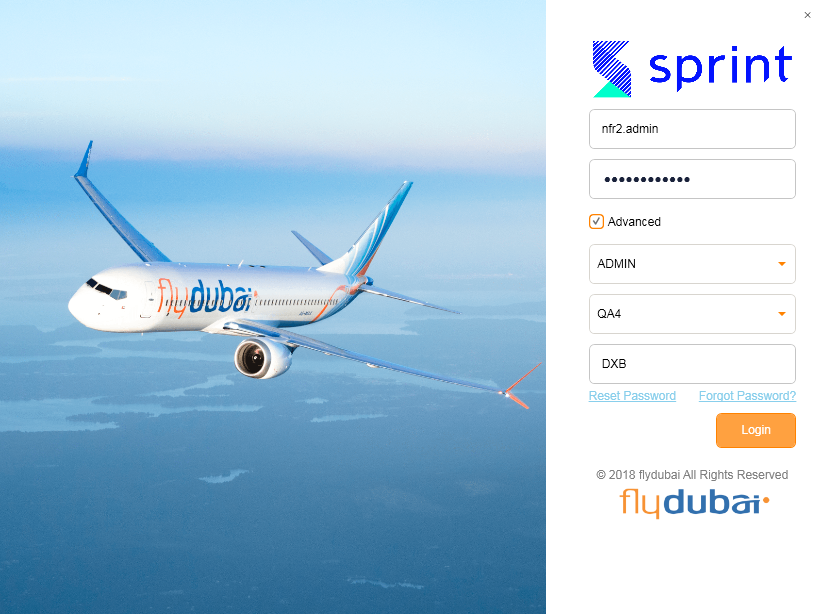 ×
sprint
nfr2.admin
••••••••••••
Advanced
ADMIN
QA4
DXB
Reset Password Forgot Password?
Login
© 2018 flydubai All Rights Reserved
flydubai
flydubai